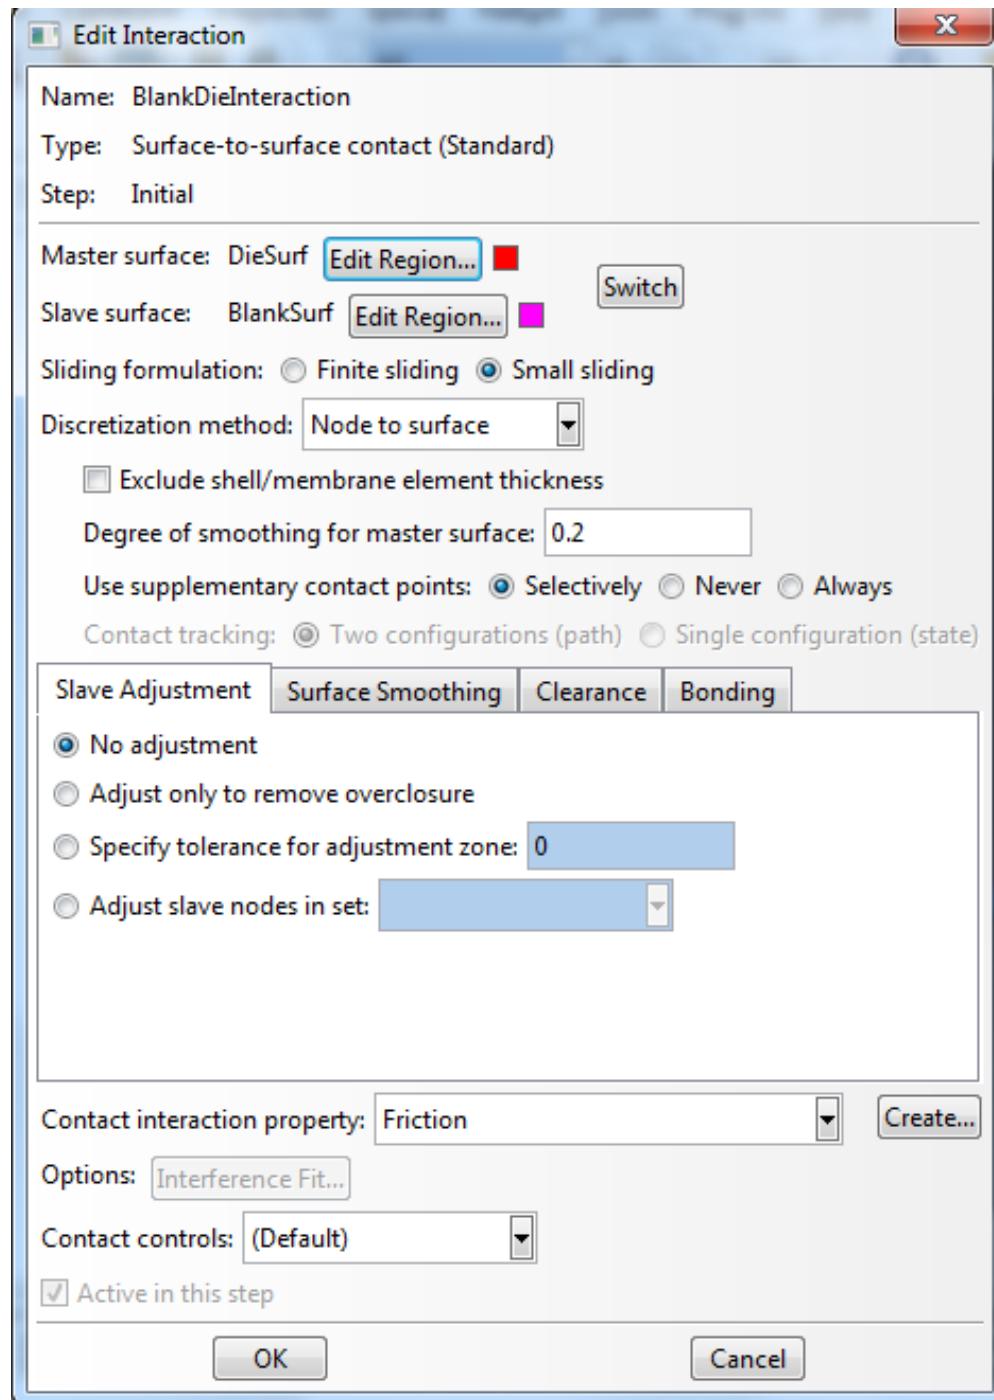 Edit Interaction
Name: BlankDieInteraction
Type: Surface-to-surface contact (Standard)
Step: Initial
Master surface: DieSurf Edit Region...
Switch
Slave surface: BlankSurf Edit Region...
Sliding formulation: Finite sliding Small sliding
Discretization method: Node to surface
Exclude shell/membrane element thickness
Degree of smoothing for master surface: 0.2
Use supplementary contact points: Selectively Never Always
Contact tracking: Two configurations (path) Single configuration (state)
Slave Adjustment Surface Smoothing Clearance Bonding
No adjustment
Adjust only to remove overclosure
Specify tolerance for adjustment zone: 0
Adjust slave nodes in set:
Contact interaction property: Friction Create...
Options: Interference Fit...
Contact controls: (Default)
Active in this step
OK Cancel